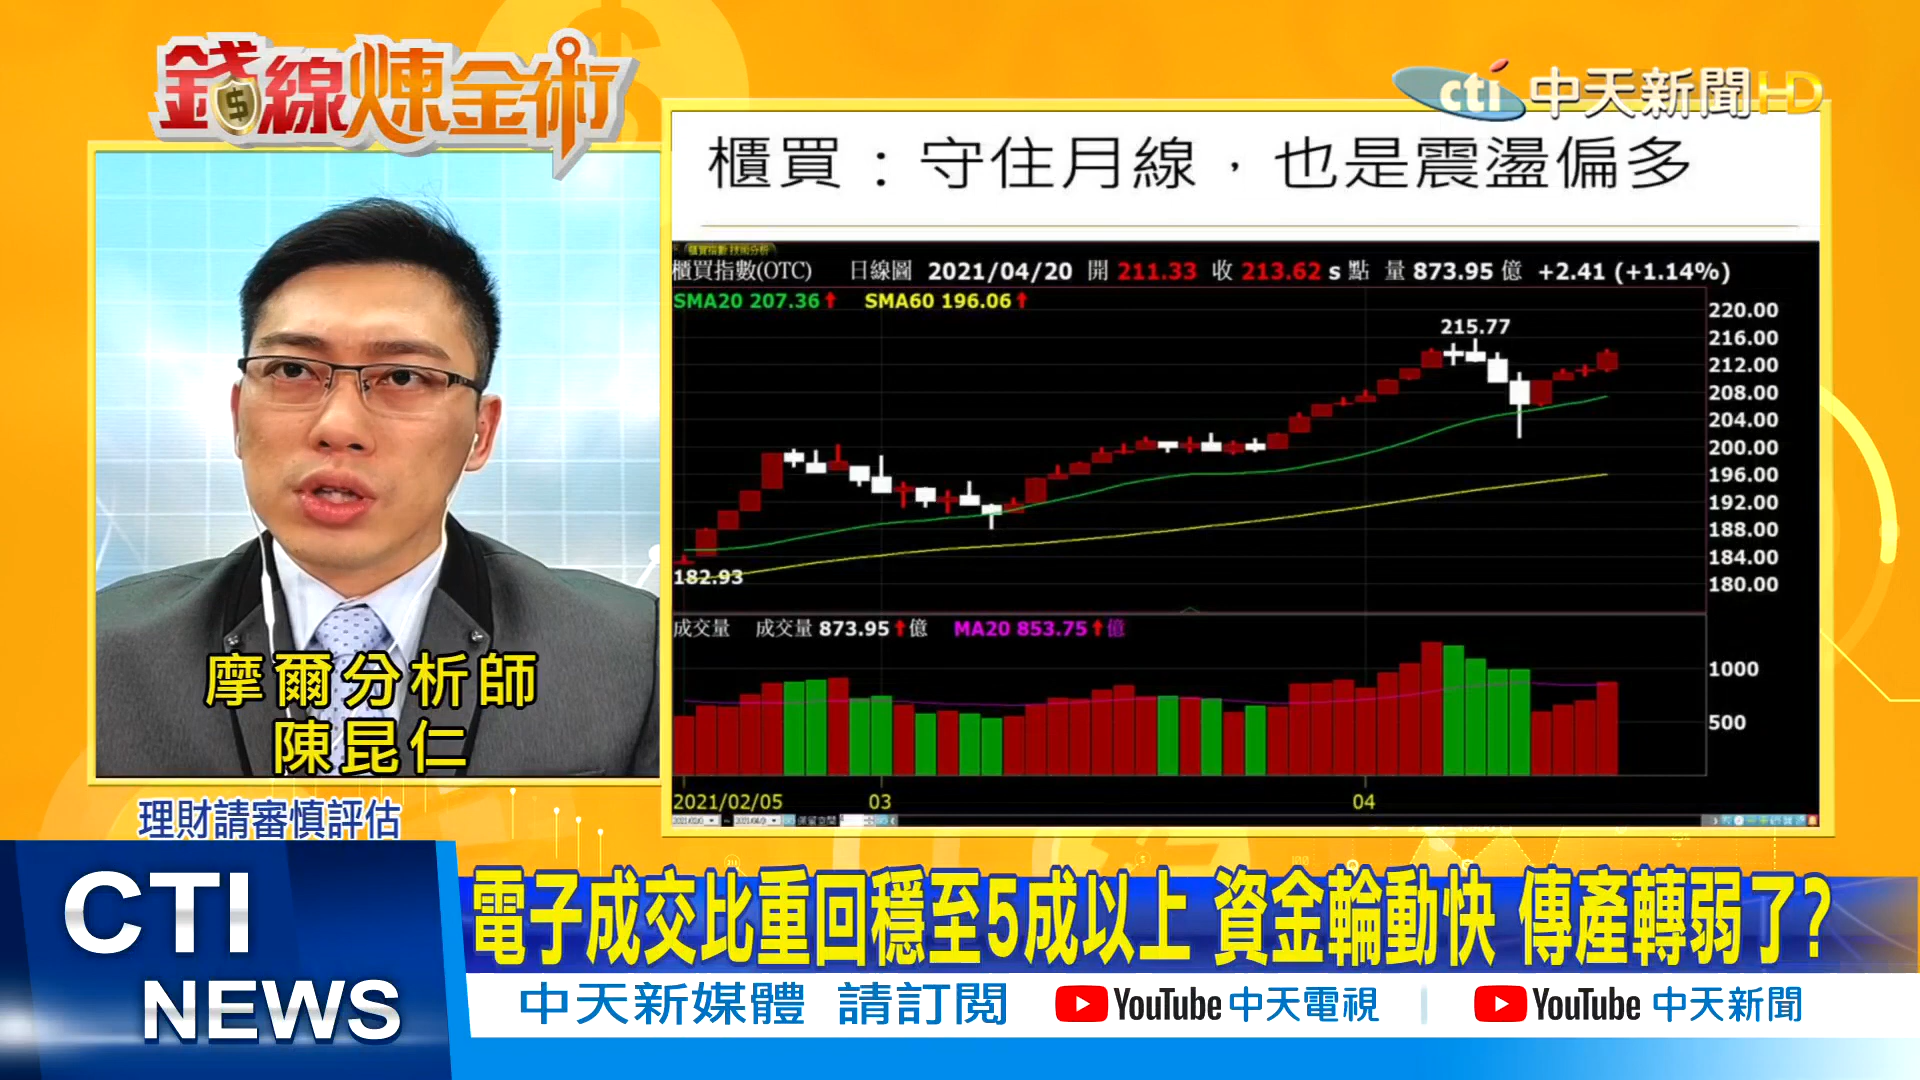 錢線煉金術
cti 中天新聞HD
櫃買：守住月線，也是震盪偏多
櫃買指數 技術分析
櫃買指數(OTC) 日線圖 2021/04/20 開 211.33 收 213.62 s 點 量 873.95 億 +2.41 (+1.14%)
SMA20 207.36↑ SMA60 196.06↑
215.77
182.93
220.00
216.00
212.00
208.00
204.00
200.00
196.00
192.00
188.00
184.00
180.00
成交量 成交量 873.95↑億 MA20 853.75↑億
1000
500
2021/02/05 03 04
摩爾分析師
陳昆仁
理財請審慎評估
CTI
NEWS
電子成交比重回穩至5成以上 資金輪動快 傳產轉弱了?
中天新媒體 請訂閱 YouTube 中天電視 YouTube 中天新聞